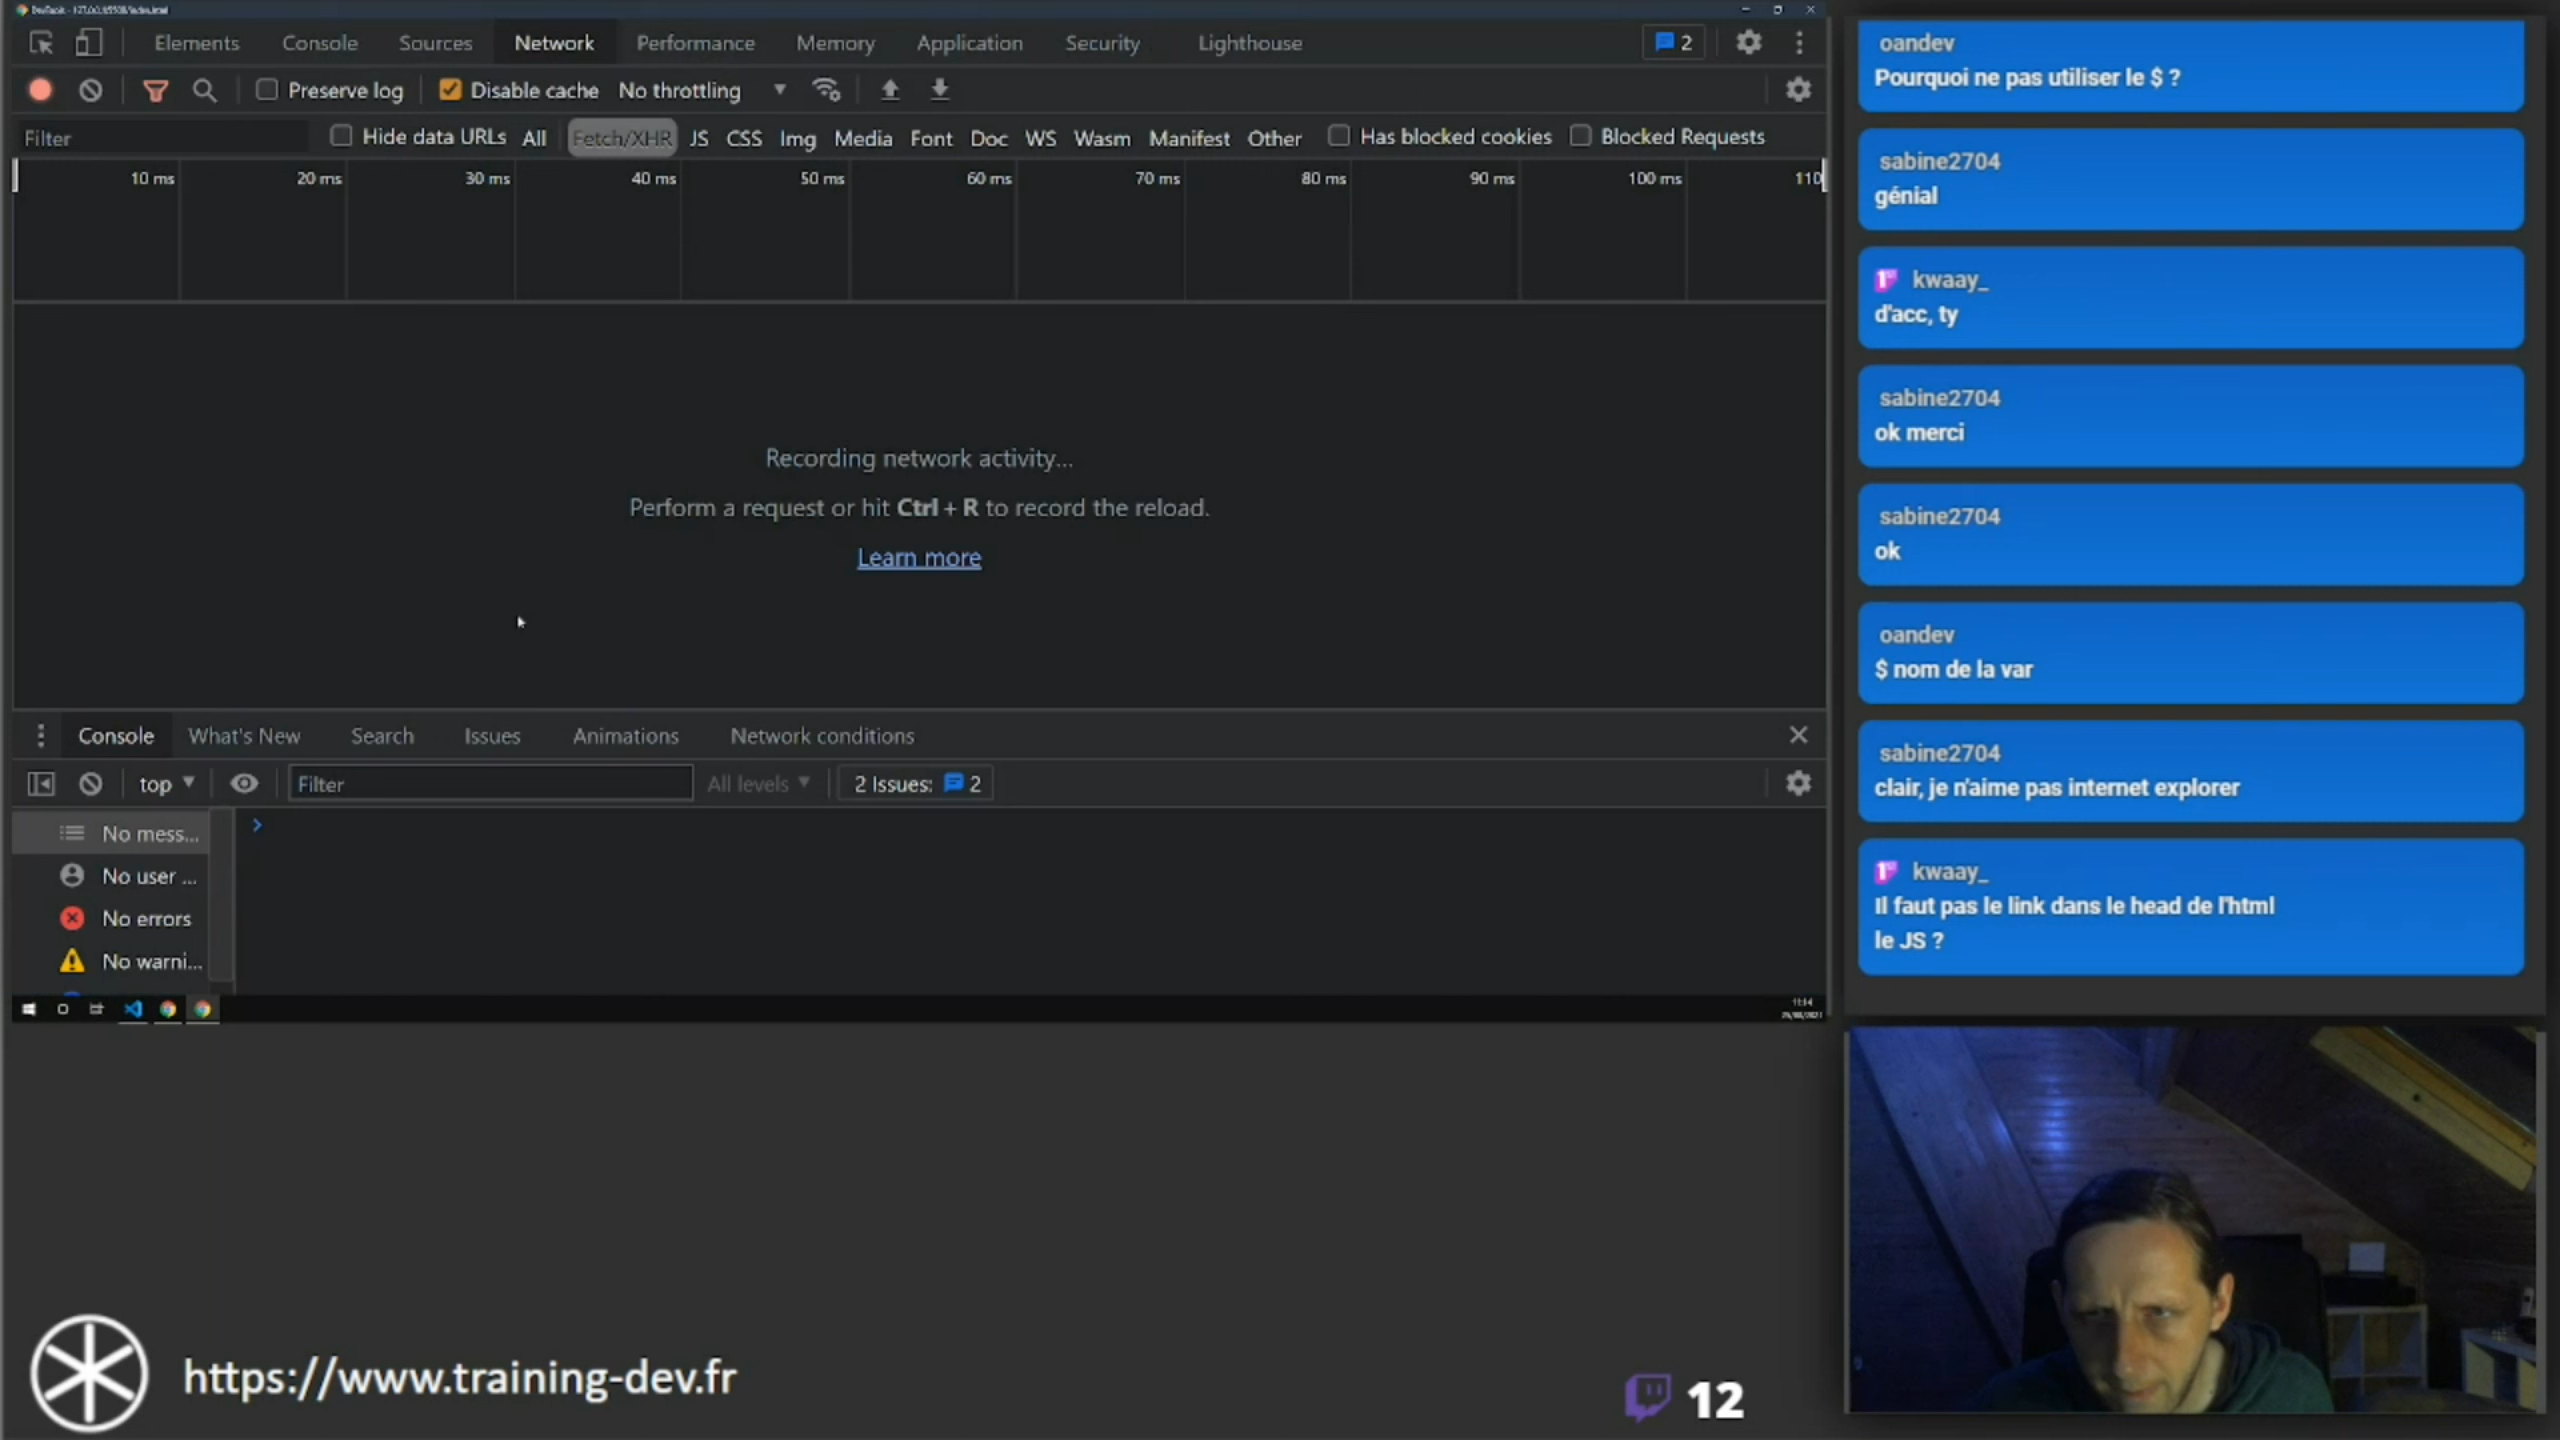 Elements Console Sources Network Performance Memory Application Security Lighthouse 2
Preserve log Disable cache No throttling
Filter Hide data URLs All Fetch/XHR JS CSS Img Media Font Doc WS Wasm Manifest Other Has blocked cookies Blocked Requests
10 ms 20 ms 30 ms 40 ms 50 ms 60 ms 70 ms 80 ms 90 ms 100 ms 110
Recording network activity...
Perform a request or hit Ctrl + R to record the reload.
Learn more
Console What's New Search Issues Animations Network conditions
top Filter All levels 2 Issues: 2
No mess...
No user ...
No errors
No warni...
11:14
https://www.training-dev.fr
12
oandev
Pourquoi ne pas utiliser le $ ?
sabine2704
génial
kwaay_
d'acc, ty
sabine2704
ok merci
sabine2704
ok
oandev
$ nom de la var
sabine2704
clair, je n'aime pas internet explorer
kwaay_
Il faut pas le link dans le head de l'html
le JS ?